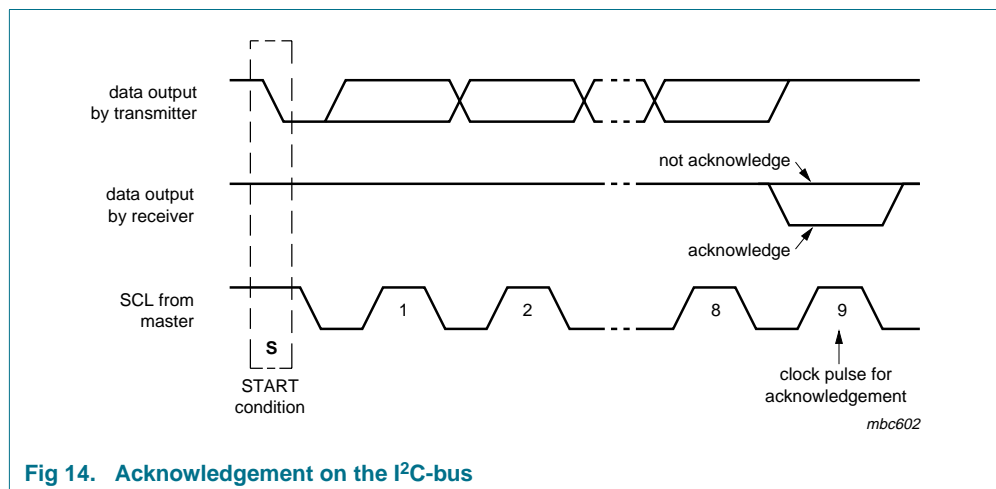 data output
by transmitter
not acknowledge
data output
by receiver
acknowledge
SCL from
master
1
2
8
9
S
START
condition
clock pulse for
acknowledgement
mbc602
Fig 14. Acknowledgement on the I²C-bus